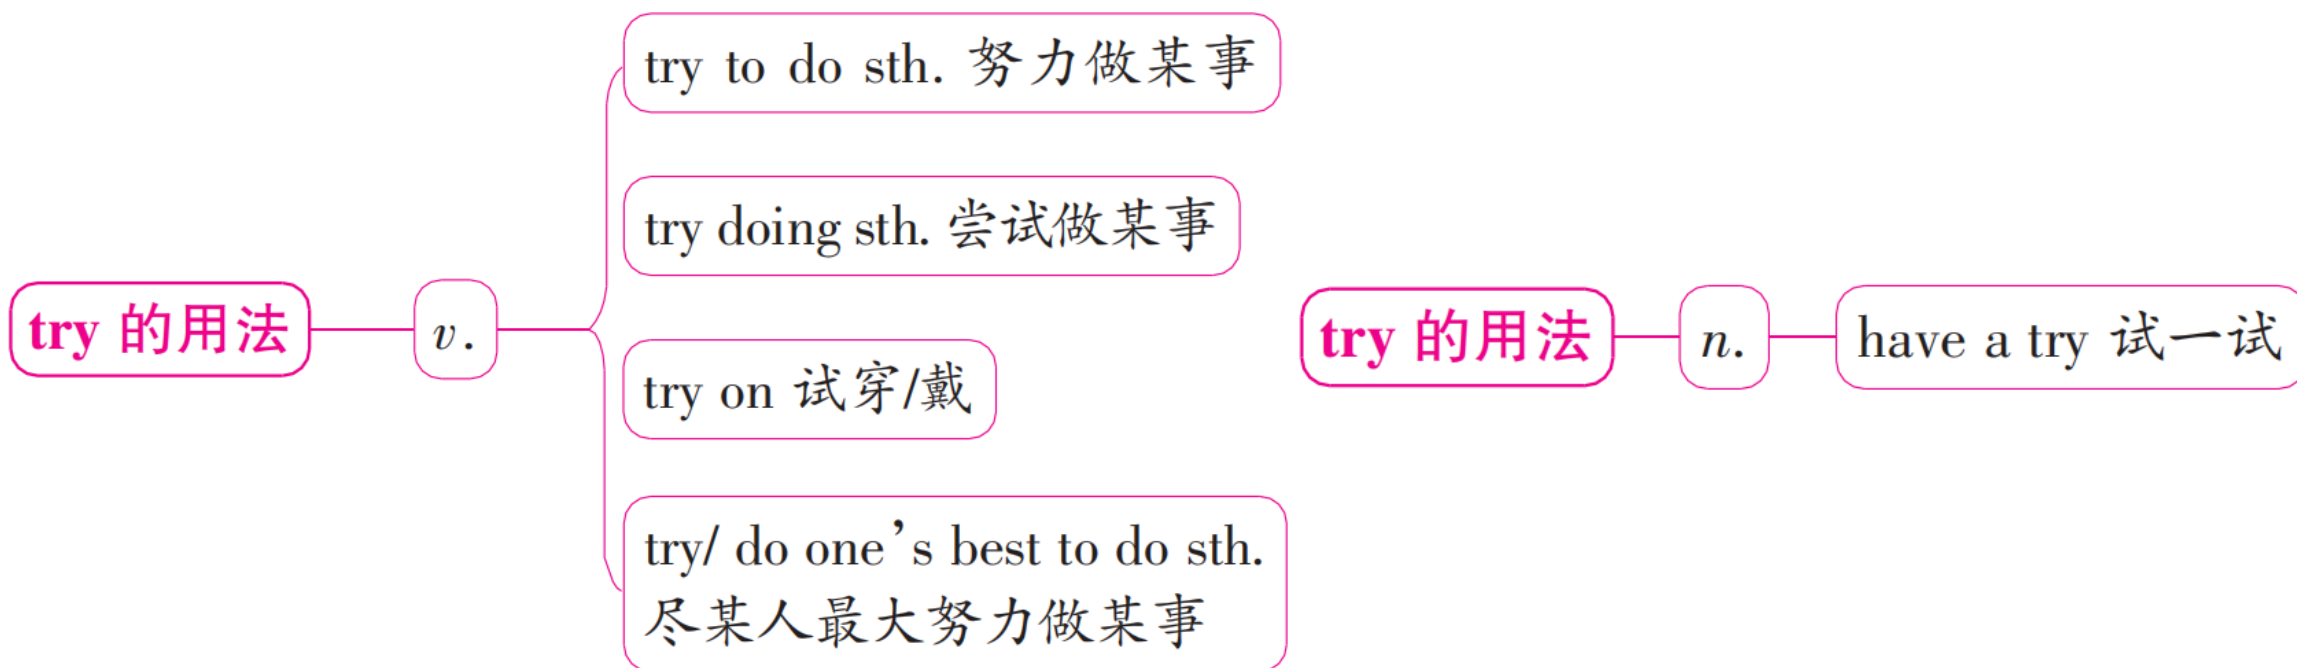 try 的用法
v.
try to do sth. 努力做某事
try doing sth. 尝试做某事
try on 试穿/戴
try/ do one’s best to do sth.
尽某人最大努力做某事
try 的用法
n.
have a try 试一试